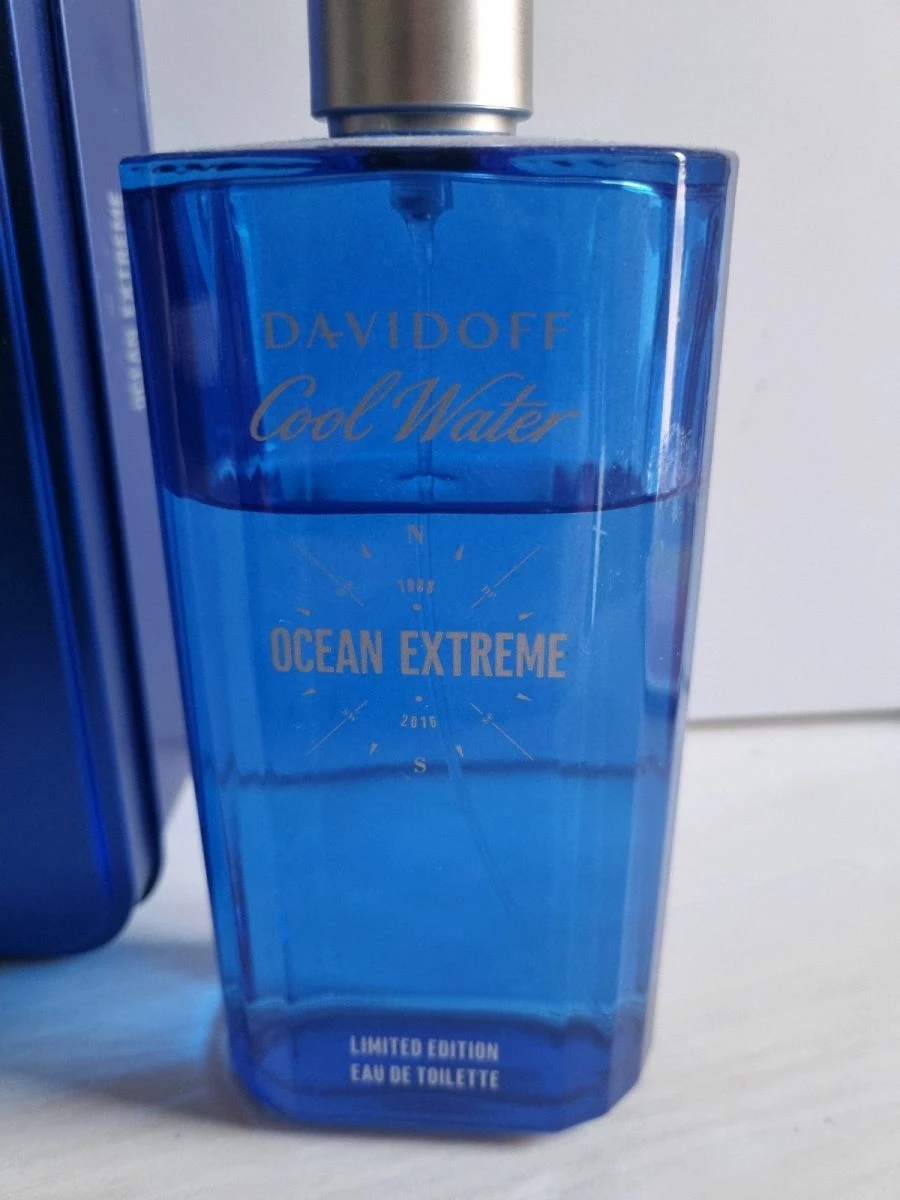 DAVIDOFF
Cool Water
N
1988
OCEAN EXTREME
2016
S
LIMITED EDITION
EAU DE TOILETTE
OCEAN EXTREME